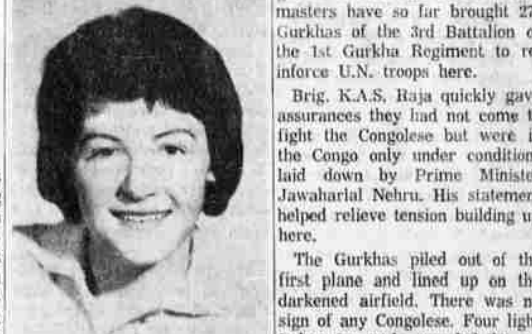 masters have so far brought
Gurkhas of the 3rd Battalion
the 1st Gurkha Regiment to
inforce U.N. troops here.
Brig. K.A.S. Raja quickly gav
assurances they had not come
fight the Congolese but were
the Congo only under condition
laid down by Prime Ministe
Jawaharlal Nehru. His statemen
helped relieve tension building
here.
The Gurkhas piled out of th
first plane and lined up on th
darkened airfield. There was
sign of any Congolese. Four